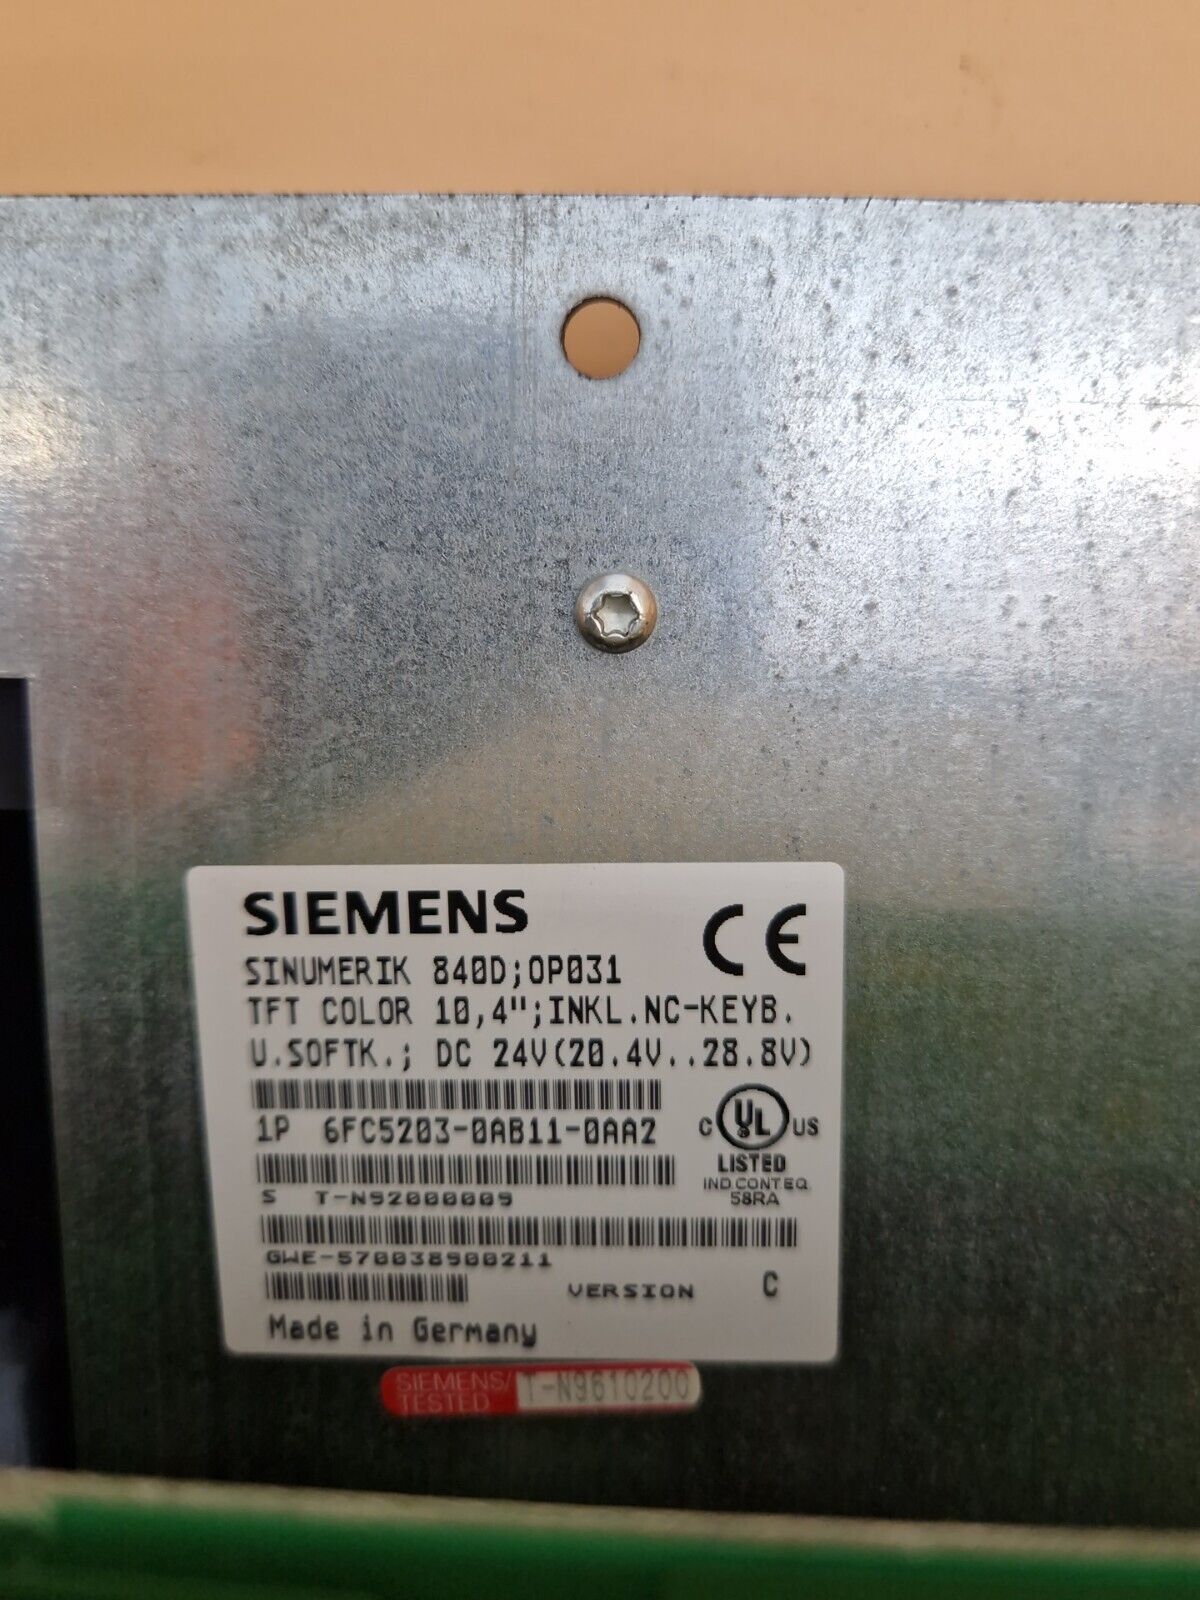 SIEMENS
CE
SINUMERIK 840D;OP031
TFT COLOR 10,4";INKL.NC-KEYB.
U.SOFTK.; DC 24V(20.4V..28.8V)
1P 6FC5203-0AB11-0AA2
C UL US
LISTED
IND.CONT.EQ.
58RA
S T-N92000009
GWE-570038900211
VERSION C
Made in Germany
SIEMENS/ T-N9610200
TESTED